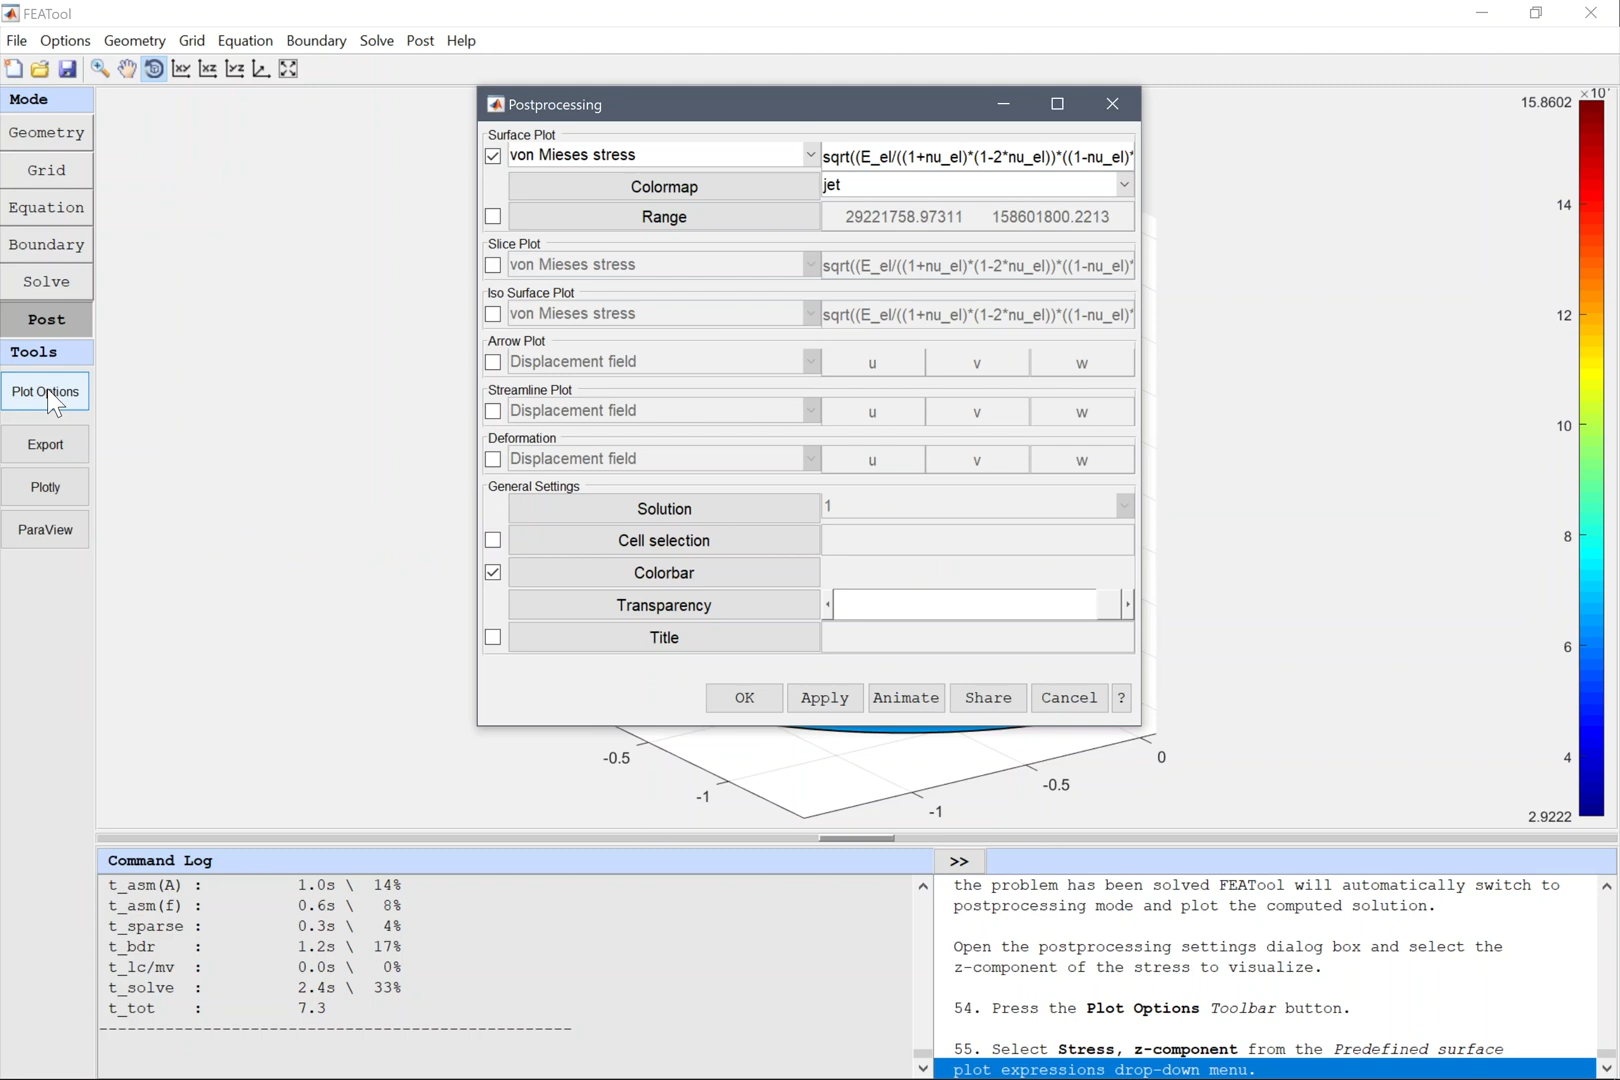 FEATool
File Options Geometry Grid Equation Boundary Solve Post Help
Mode
Geometry
Grid
Equation
Boundary
Solve
Post
Tools
Plot Options
Export
Plotly
ParaView
Postprocessing
Surface Plot
von Mieses stress sqrt((E_el/((1+nu_el)*(1-2*nu_el))*((1-nu_el)*
Colormap jet
Range 29221758.97311 158601800.2213
Slice Plot
von Mieses stress sqrt((E_el/((1+nu_el)*(1-2*nu_el))*((1-nu_el)*
Iso Surface Plot
von Mieses stress sqrt((E_el/((1+nu_el)*(1-2*nu_el))*((1-nu_el)*
Arrow Plot
Displacement field u v w
Streamline Plot
Displacement field u v w
Deformation
Displacement field u v w
General Settings
Solution 1
Cell selection
Colorbar
Transparency
Title
OK Apply Animate Share Cancel ?
-0.5
-1
-1
-0.5
0
15.8602
14
12
10
8
6
4
2.9222
Command Log
t_asm(A) : 1.0s \ 14%
t_asm(f) : 0.6s \ 8%
t_sparse : 0.3s \ 4%
t_bdr : 1.2s \ 17%
t_lc/mv : 0.0s \ 0%
t_solve : 2.4s \ 33%
t_tot : 7.3
------------------------------------------------
>>
the problem has been solved FEATool will automatically switch to
postprocessing mode and plot the computed solution.
Open the postprocessing settings dialog box and select the
z-component of the stress to visualize.
54. Press the Plot Options Toolbar button.
55. Select Stress, z-component from the Predefined surface
plot expressions drop-down menu.